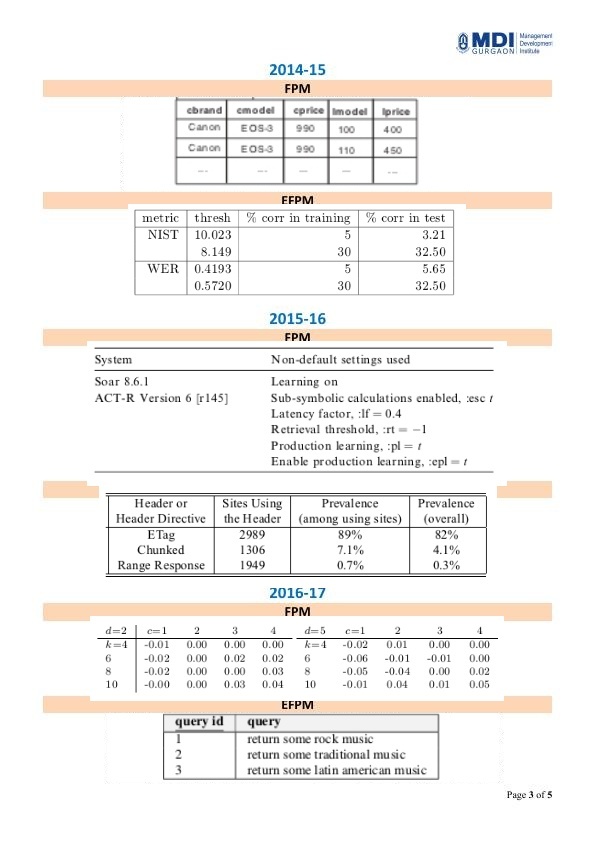 MDI
GURGAON
Management
Development
Institute
2014-15
FPM
cbrand cmodel cprice lmodel lprice
Canon EOS-3 990 100 400
Canon EOS-3 990 110 450
... ... ... ... ...
EFPM
metric thresh % corr in training % corr in test
NIST 10.023 5 3.21
8.149 30 32.50
WER 0.4193 5 5.65
0.5720 30 32.50
2015-16
FPM
System Non-default settings used
Soar 8.6.1 Learning on
ACT-R Version 6 [r145] Sub-symbolic calculations enabled, :esc t
Latency factor, :lf = 0.4
Retrieval threshold, :rt = −1
Production learning, :pl = t
Enable production learning, :epl = t
Header or Sites Using Prevalence Prevalence
Header Directive the Header (among using sites) (overall)
ETag 2989 89% 82%
Chunked 1306 7.1% 4.1%
Range Response 1949 0.7% 0.3%
2016-17
FPM
d=2 c=1 2 3 4 d=5 c=1 2 3 4
k=4 -0.01 0.00 0.00 0.00 k=4 -0.02 0.01 0.00 0.00
6 -0.02 0.00 0.02 0.02 6 -0.06 -0.01 -0.01 0.00
8 -0.02 0.00 0.00 0.03 8 -0.05 -0.04 0.00 0.02
10 -0.00 0.00 0.03 0.04 10 -0.01 0.04 0.01 0.05
EFPM
query id query
1 return some rock music
2 return some traditional music
3 return some latin american music
Page 3 of 5